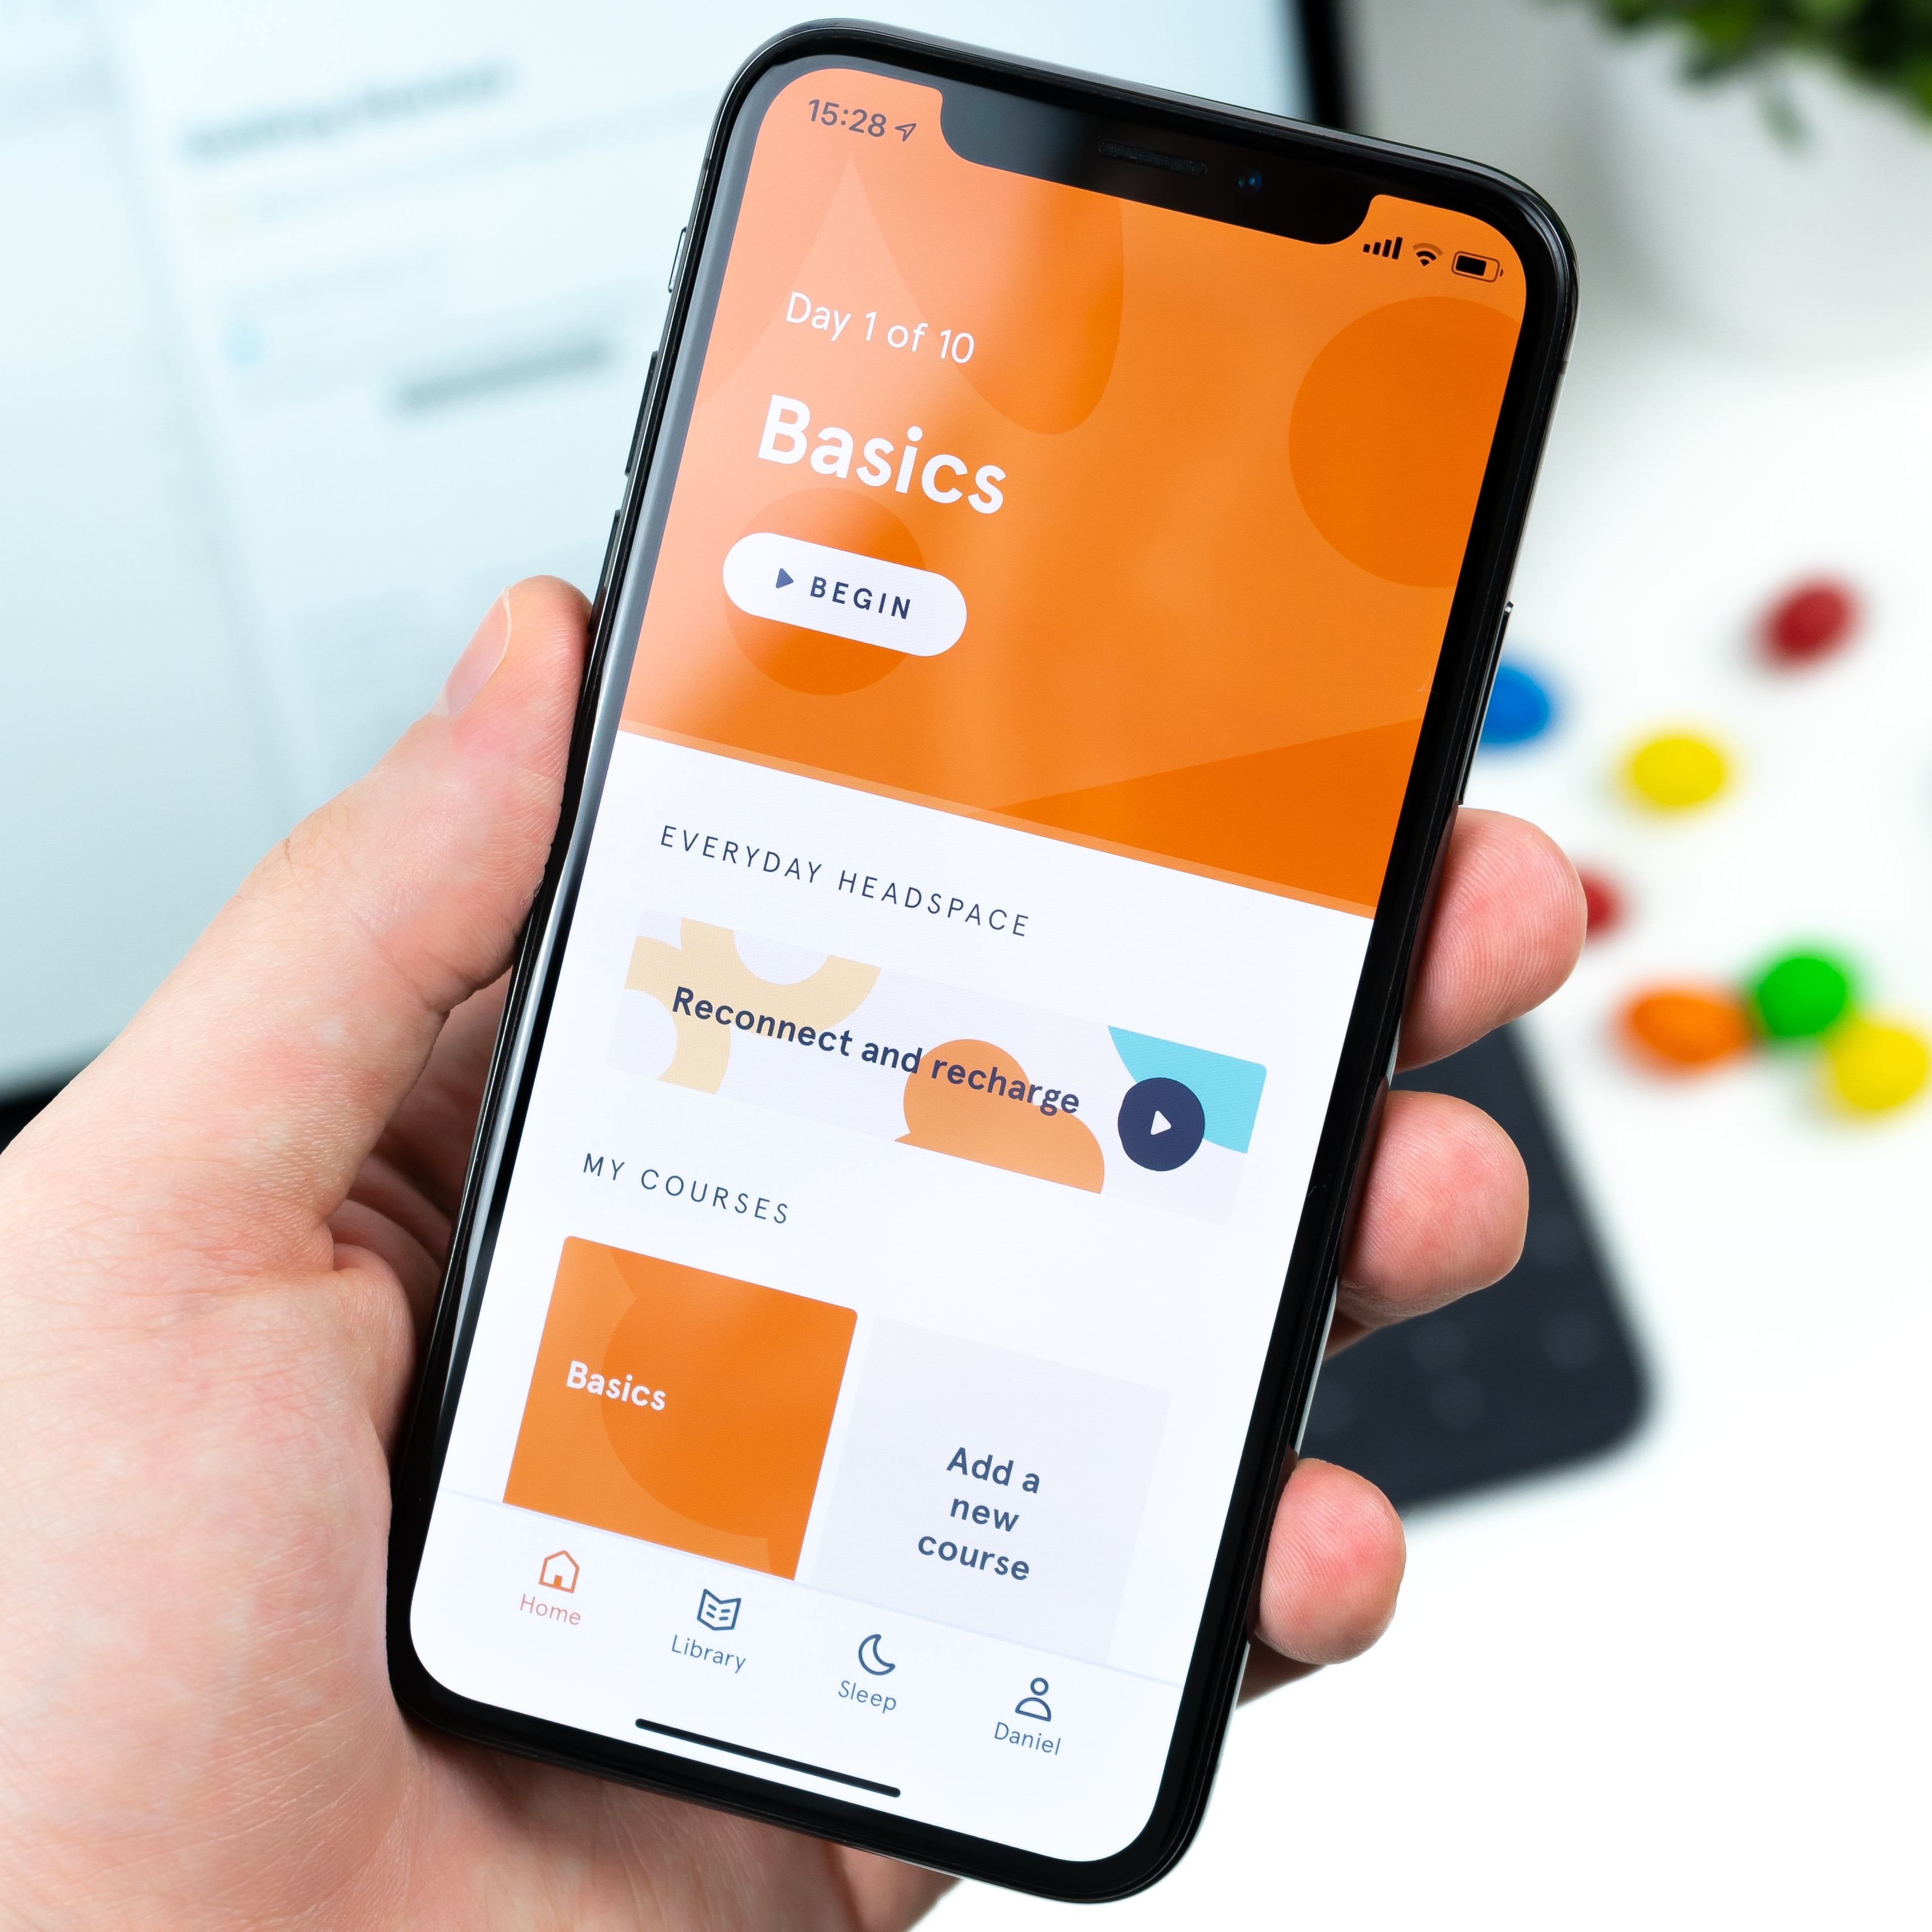 15:28
Day 1 of 10
Basics
BEGIN
EVERYDAY HEADSPACE
Reconnect and recharge
MY COURSES
Basics
Add a
new
course
Home
Library
Sleep
Daniel